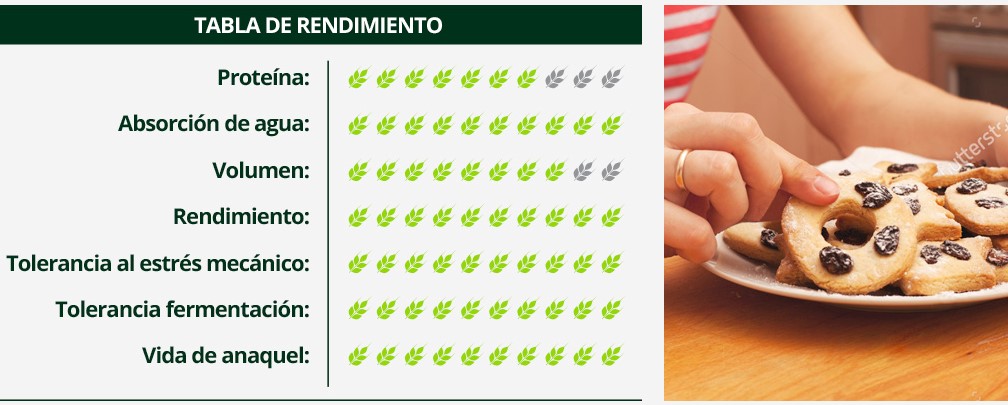 TABLA DE RENDIMIENTO
Proteína:
Absorción de agua:
Volumen:
Rendimiento:
Tolerancia al estrés mecánico:
Tolerancia fermentación:
Vida de anaquel: